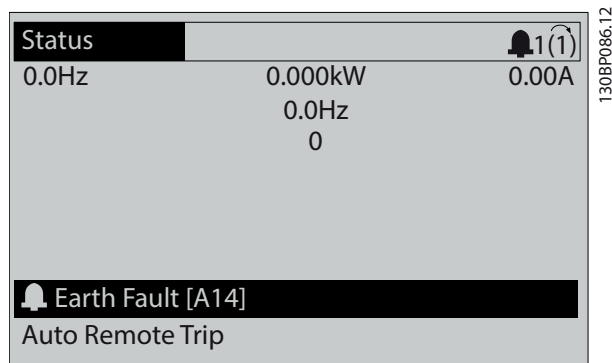 Status 1(1)
0.0Hz 0.000kW 0.00A
0.0Hz
0
Earth Fault [A14]
Auto Remote Trip
130BP086.12